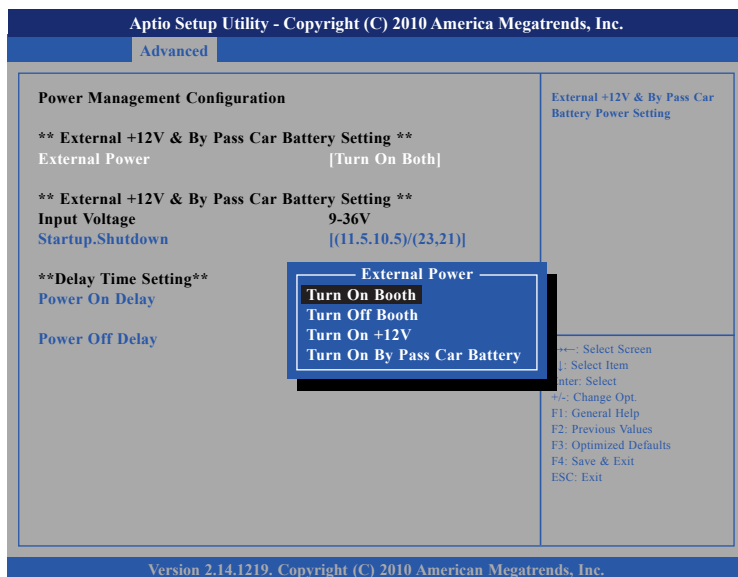 Aptio Setup Utility - Copyright (C) 2010 America Megatrends, Inc.
Advanced
Power Management Configuration
** External +12V & By Pass Car Battery Setting **
External Power [Turn On Both]
** External +12V & By Pass Car Battery Setting **
Input Voltage 9-36V
Startup.Shutdown [(11.5.10.5)/(23,21)]
**Delay Time Setting**
Power On Delay
Power Off Delay
External Power
Turn On Booth
Turn Off Booth
Turn On +12V
Turn On By Pass Car Battery
External +12V & By Pass Car
Battery Power Setting
→←: Select Screen
↓: Select Item
Enter: Select
+/-: Change Opt.
F1: General Help
F2: Previous Values
F3: Optimized Defaults
F4: Save & Exit
ESC: Exit
Version 2.14.1219. Copyright (C) 2010 American Megatrends, Inc.